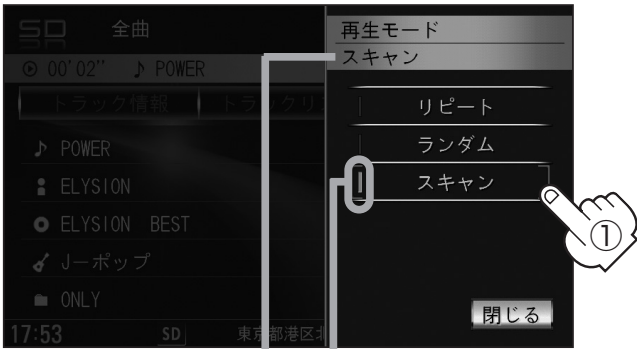 SD 全曲
00'02" POWER
トラック情報 トラックリ
POWER
ELYSION
ELYSION BEST
Jーポップ
ONLY
17:53 SD 東京都港区北
再生モード
スキャン
リピート
ランダム
スキャン
①
閉じる